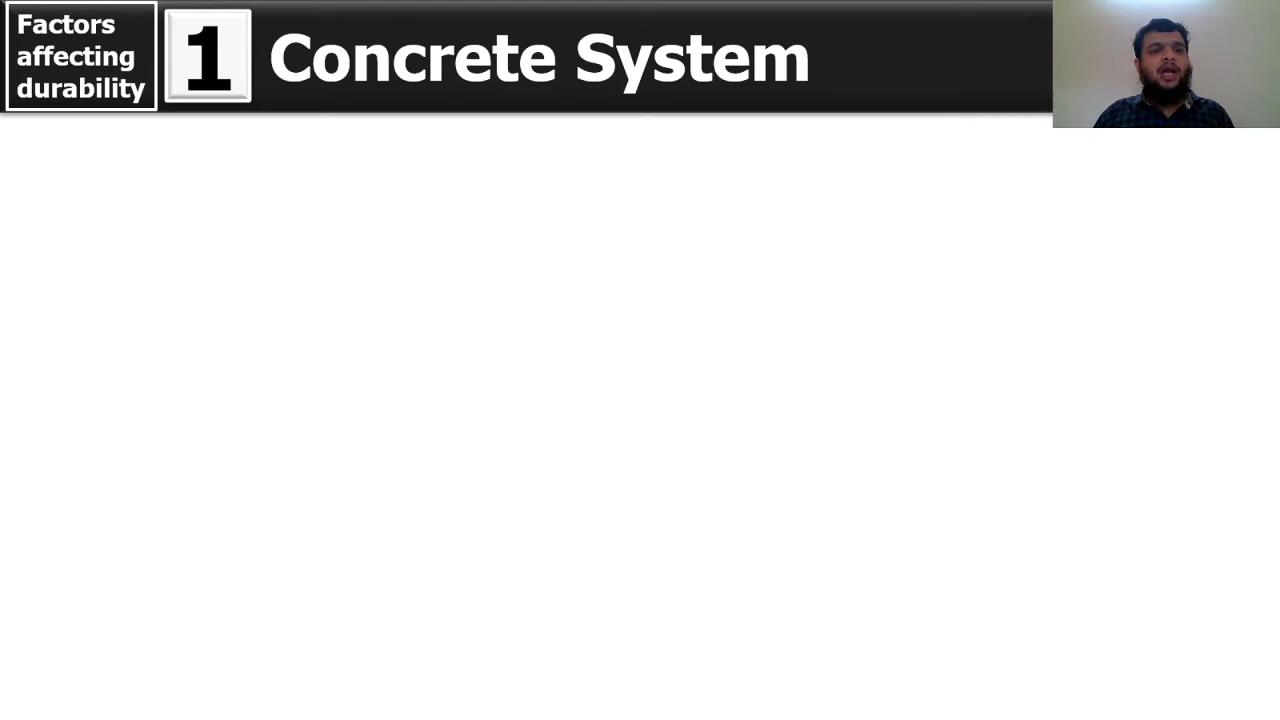 Factors
affecting
durability
1
Concrete System